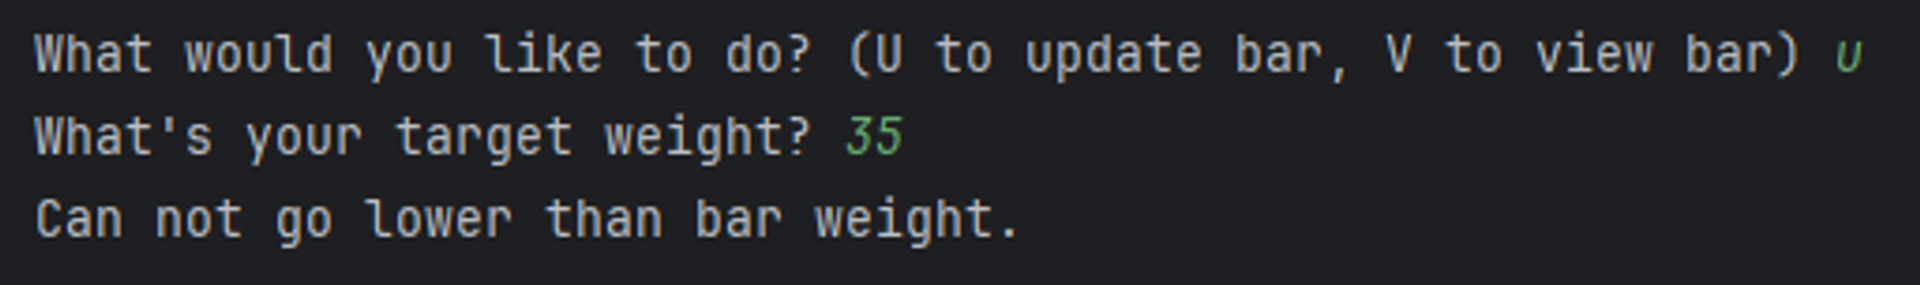 What would you like to do? (U to update bar, V to view bar) u
What's your target weight? 35
Can not go lower than bar weight.